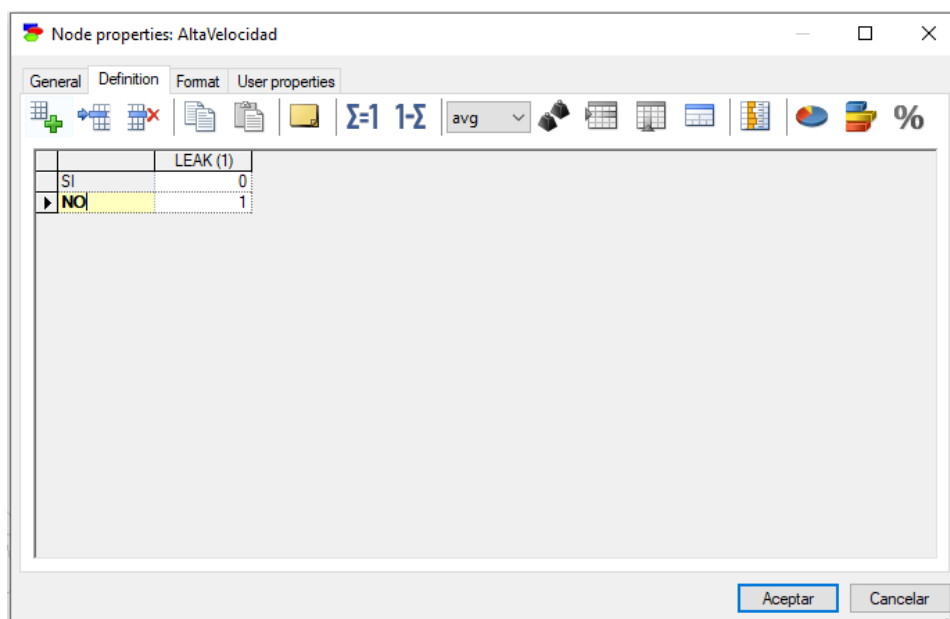 Node properties: AltaVelocidad
General Definition Format User properties
Σ=1 1-Σ avg %
LEAK (1)
SI 0
NO 1
Aceptar Cancelar